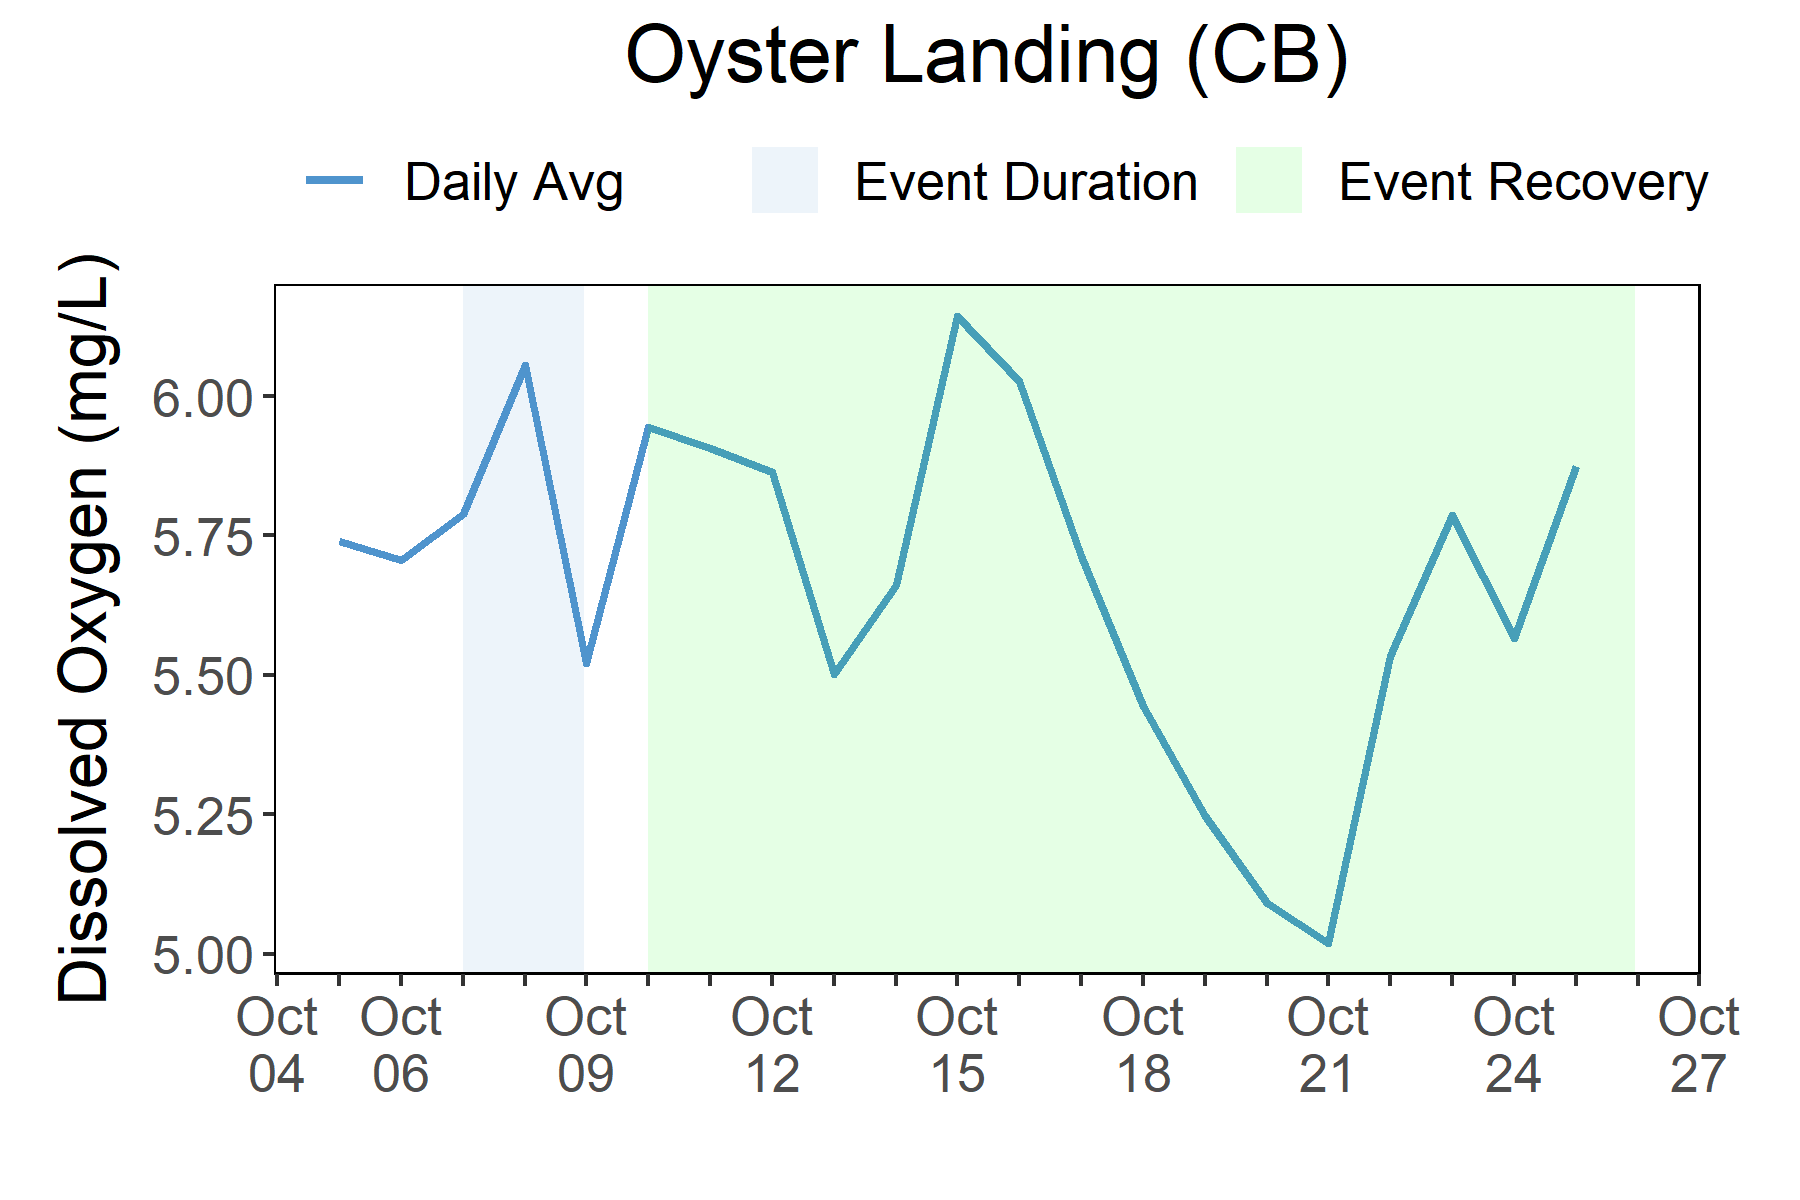 Oyster Landing (CB)
Daily Avg
Event Duration
Event Recovery
Dissolved Oxygen (mg/L)
6.00
5.75
5.50
5.25
5.00
Oct 04
Oct 06
Oct 09
Oct 12
Oct 15
Oct 18
Oct 21
Oct 24
Oct 27